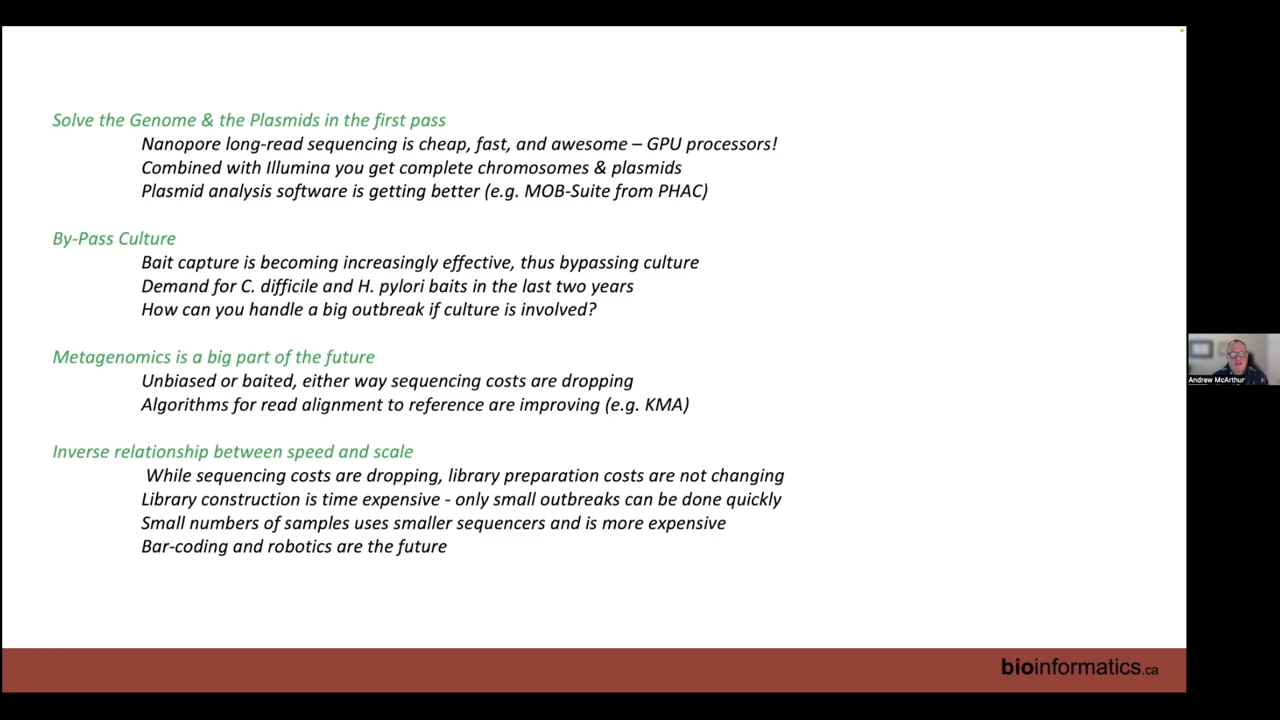 Solve the Genome & the Plasmids in the first pass
Nanopore long-read sequencing is cheap, fast, and awesome – GPU processors!
Combined with Illumina you get complete chromosomes & plasmids
Plasmid analysis software is getting better (e.g. MOB-Suite from PHAC)
By-Pass Culture
Bait capture is becoming increasingly effective, thus bypassing culture
Demand for C. difficile and H. pylori baits in the last two years
How can you handle a big outbreak if culture is involved?
Metagenomics is a big part of the future
Unbiased or baited, either way sequencing costs are dropping
Algorithms for read alignment to reference are improving (e.g. KMA)
Inverse relationship between speed and scale
While sequencing costs are dropping, library preparation costs are not changing
Library construction is time expensive - only small outbreaks can be done quickly
Small numbers of samples uses smaller sequencers and is more expensive
Bar-coding and robotics are the future
Andrew McArthur
bioinformatics.ca